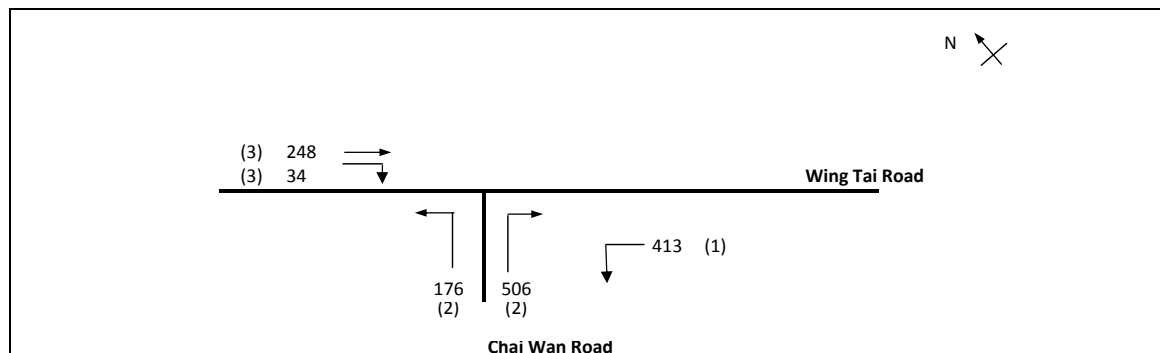 N
(3) 248
(3) 34
Wing Tai Road
413 (1)
176 506
(2) (2)
Chai Wan Road